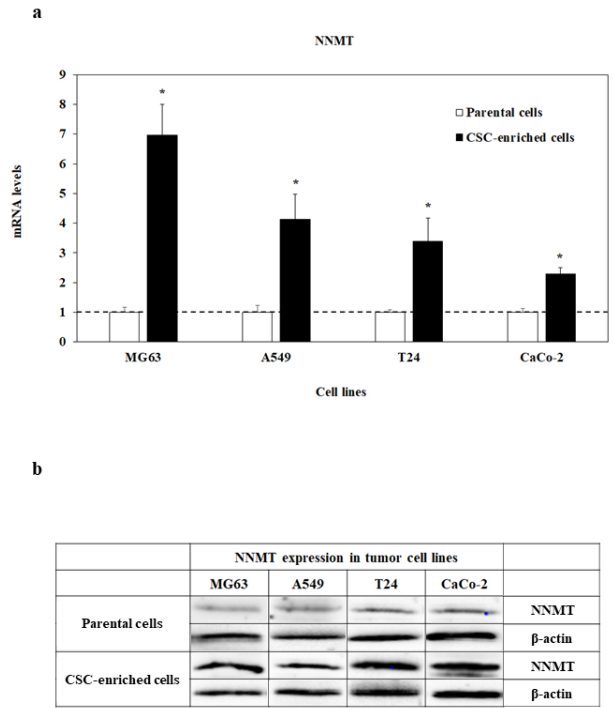 a
NNMT
9
8
7
6
5
4
3
2
1
0
mRNA levels
* * * *
Parental cells
CSC-enriched cells
MG63 A549 T24 CaCo-2
Cell lines
b
NNMT expression in tumor cell lines
MG63 A549 T24 CaCo-2
Parental cells
NNMT
β-actin
CSC-enriched cells
NNMT
β-actin